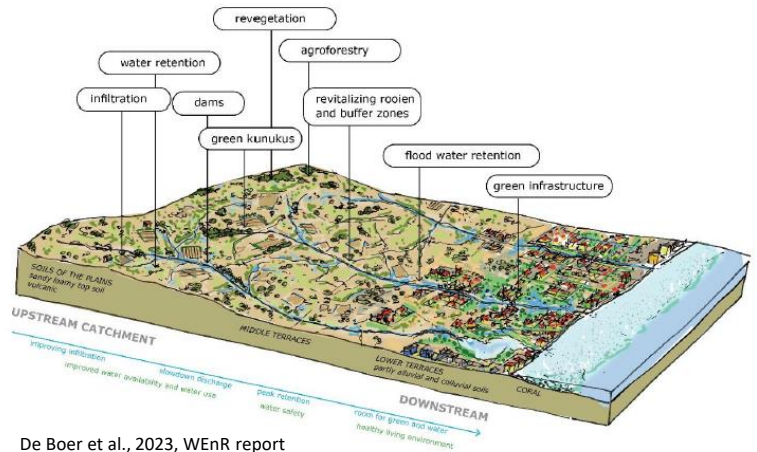 revegetation
agroforestry
water retention
infiltration
dams
revitalizing rooien
and buffer zones
green kunukus
flood water retention
green infrastructure
SOILS OF THE PLAINS
sandy loamy top soil
vulcanic
UPSTREAM CATCHMENT
MIDDLE TERRACES
LOWER TERRACES
partly alluvial and colluvial soils
CORAL
improving infiltration
slowdown discharge
peak retention
room for green and water
improved water availability and water use
water safety
healthy living environment
DOWNSTREAM
De Boer et al., 2023, WEnR report